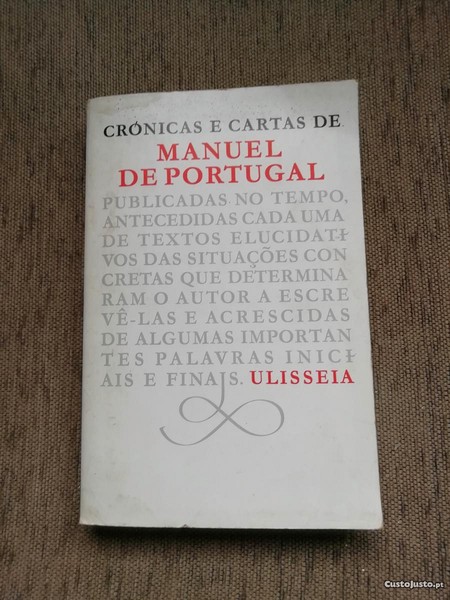 CRÓNICAS E CARTAS DE
MANUEL
DE PORTUGAL
PUBLICADAS NO TEMPO,
ANTECEDIDAS CADA UMA
DE TEXTOS ELUCIDATI
VOS DAS SITUAÇÕES CON
CRETAS QUE DETERMINA
RAM O AUTOR A ESCRE
VÊ-LAS E ACRESCIDAS
DE ALGUMAS IMPORTAN
TES PALAVRAS INICI
AIS E FINAIS. ULISSEIA
CustoJusto.pt